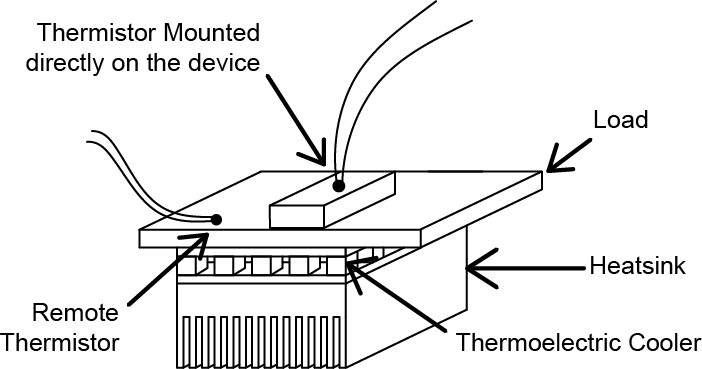 Thermistor Mounted
directly on the device
Load
Heatsink
Remote
Thermistor
Thermoelectric Cooler